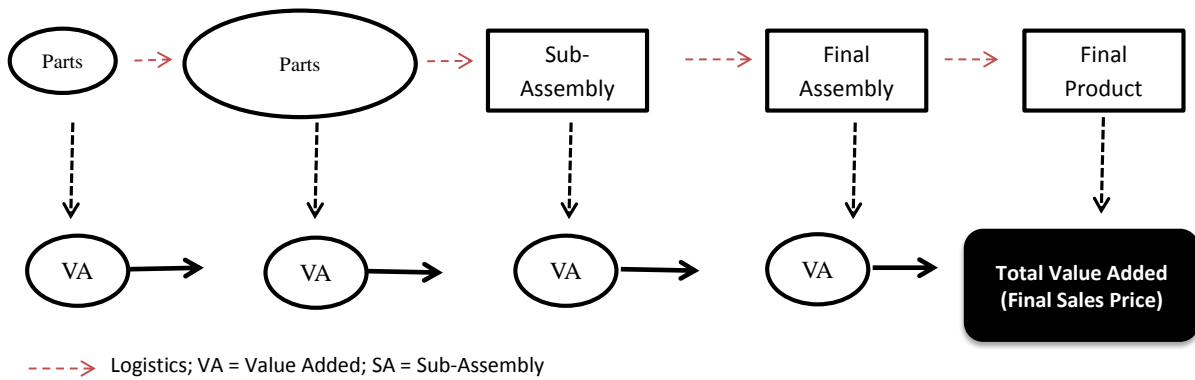 Parts
Parts
Sub-
Assembly
Final
Assembly
Final
Product
VA
VA
VA
VA
Total Value Added
(Final Sales Price)
Logistics; VA = Value Added; SA = Sub-Assembly